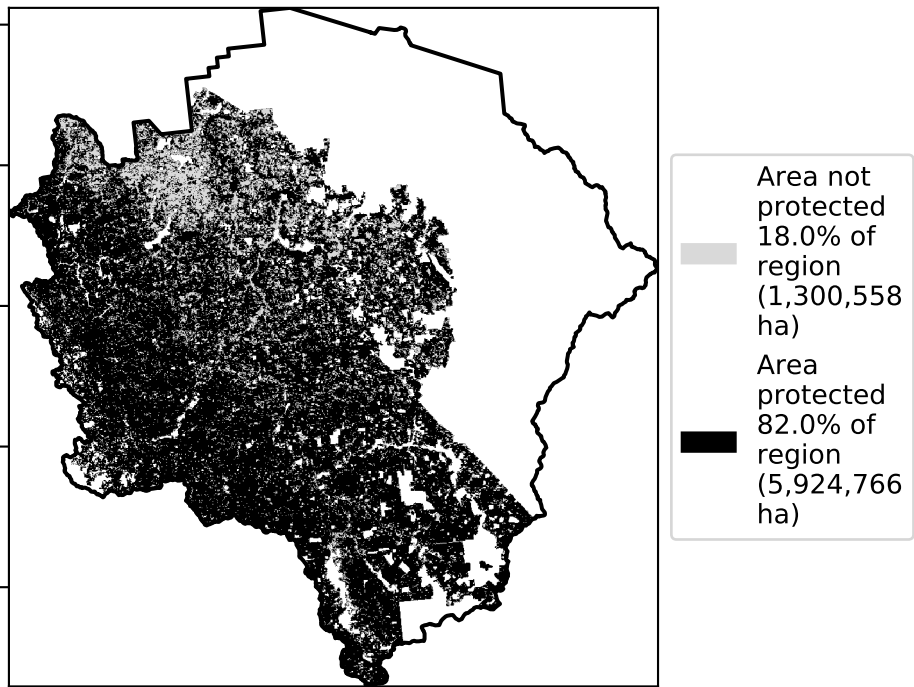 Area not
protected
18.0% of
region
(1,300,558
ha)
Area
protected
82.0% of
region
(5,924,766
ha)